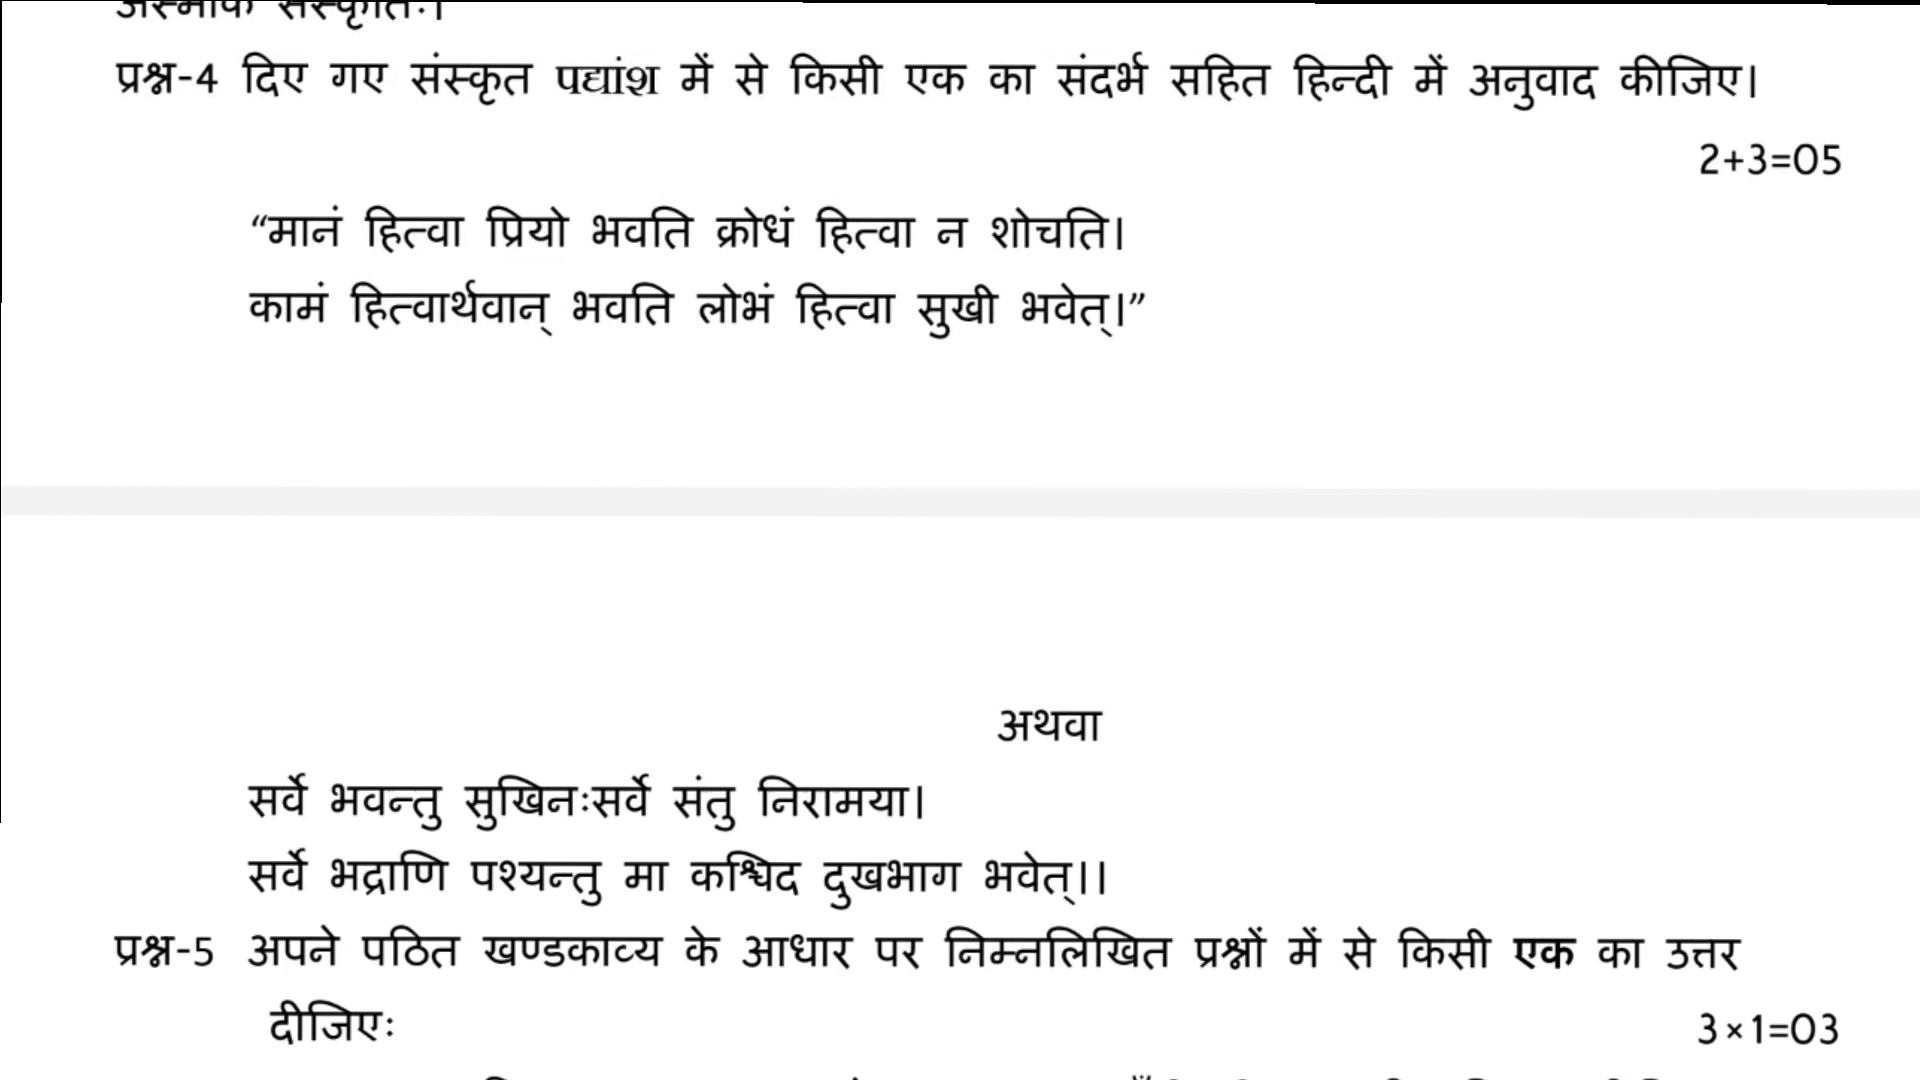 अस्माकं संस्कृतिः।
प्रश्न-4 दिए गए संस्कृत पद्यांश में से किसी एक का संदर्भ सहित हिन्दी में अनुवाद कीजिए।
2+3=05
“मानं हित्वा प्रियो भवति क्रोधं हित्वा न शोचति।
कामं हित्वार्थवान् भवति लोभं हित्वा सुखी भवेत्।”
अथवा
सर्वे भवन्तु सुखिनःसर्वे संतु निरामया।
सर्वे भद्राणि पश्यन्तु मा कश्चिद दुखभाग भवेत्।।
प्रश्न-5 अपने पठित खण्डकाव्य के आधार पर निम्नलिखित प्रश्नों में से किसी एक का उत्तर
दीजिएः
3×1=03